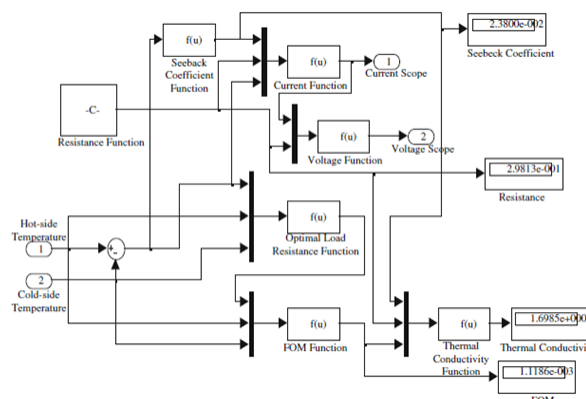 f(u)
Seeback
Coefficient
Function
f(u)
Current Function
1
Current Scope
2.3800e-002
Seebeck Coefficient
-C-
Resistance Function
f(u)
Voltage Function
2
Voltage Scope
2.9813e-001
Resistance
Hot-side
Temperature
1
+
-
2
Cold-side
Temperature
f(u)
Optimal Load
Resistance Function
f(u)
FOM Function
f(u)
Thermal
Conductivity
Function
1.6985e+000
Thermal Conductivi
1.1186e-003
FOM